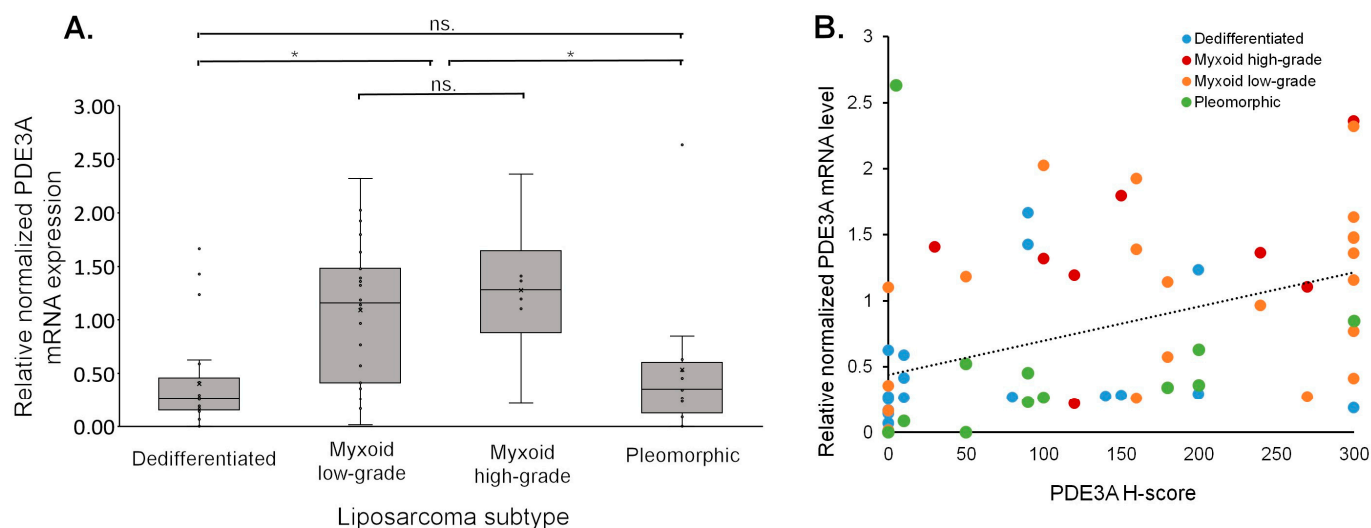 A.
ns.
*
*
ns.
3.00
2.50
2.00
1.50
1.00
0.50
0.00
Relative normalized PDE3A
mRNA expression
Dedifferentiated
Myxoid
low-grade
Myxoid
high-grade
Pleomorphic
Liposarcoma subtype
B.
3
2.5
2
1.5
1
0.5
0
Relative normalized PDE3A mRNA level
Dedifferentiated
Myxoid high-grade
Myxoid low-grade
Pleomorphic
0
50
100
150
200
250
300
PDE3A H-score